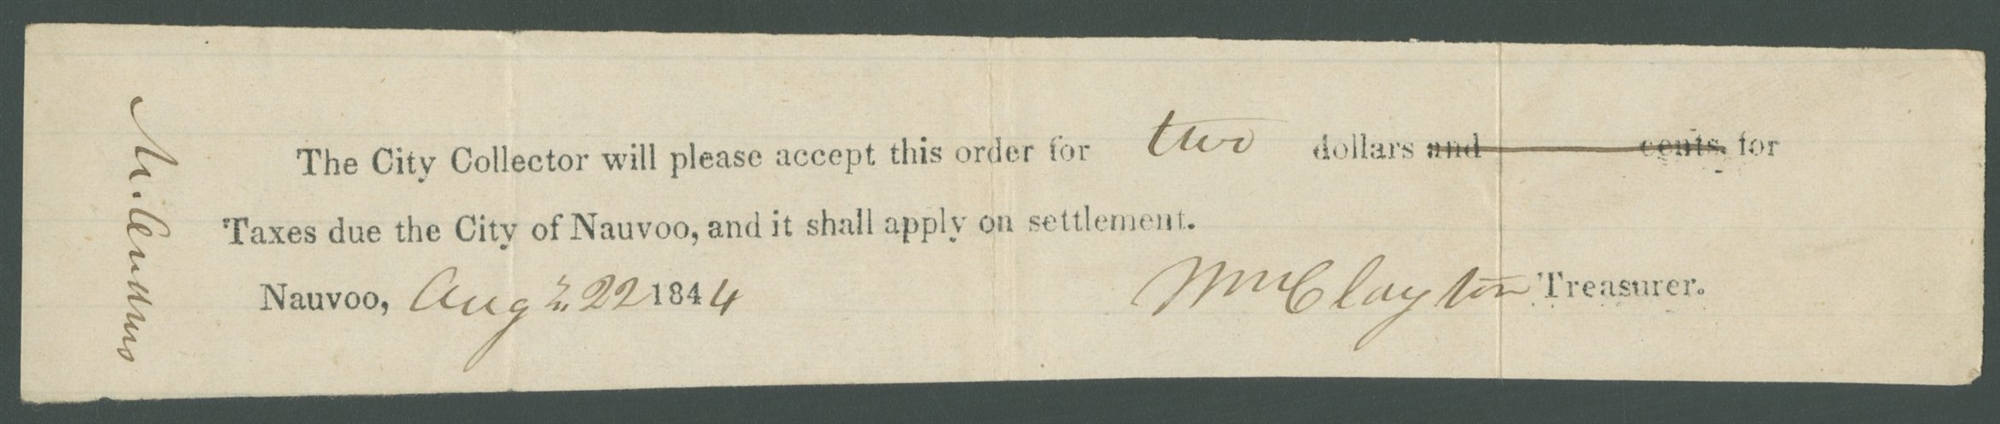 The City Collector will please accept this order for two dollars and cents, for
Taxes due the City of Nauvoo, and it shall apply on settlement.
Nauvoo, Augt 22 1844 Wm Clayton Treasurer.